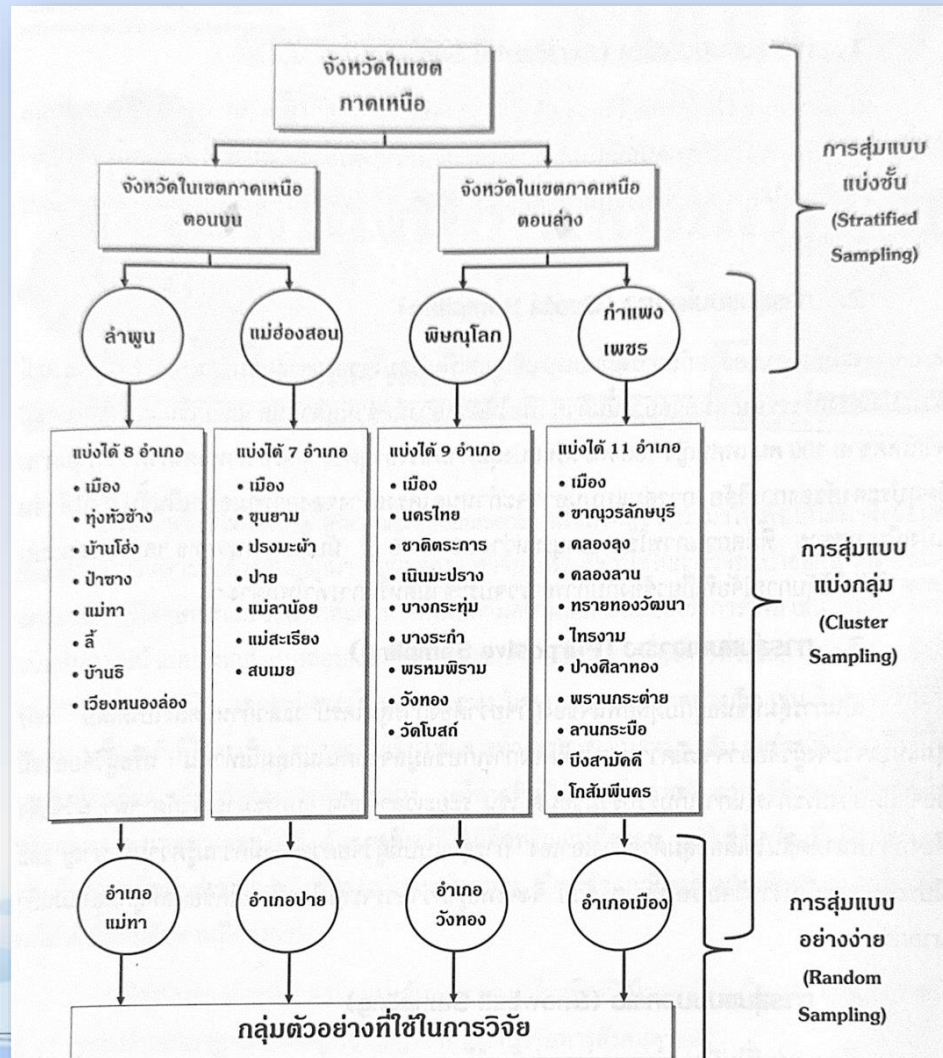 จังหวัดในเขต
ภาคเหนือ
จังหวัดในเขตภาคเหนือ
ตอนบน
จังหวัดในเขตภาคเหนือ
ตอนล่าง
การสุ่มแบบ
แบ่งชั้น
(Stratified
Sampling)
ลำพูน
แม่ฮ่องสอน
พิษณุโลก
กำแพง
เพชร
แบ่งได้ 8 อำเภอ
• เมือง
• ทุ่งหัวช้าง
• บ้านโฮ่ง
• ป่าซาง
• แม่ทา
• ลี้
• บ้านธิ
• เวียงหนองล่อง
แบ่งได้ 7 อำเภอ
• เมือง
• ขุนยวม
• ปรงมะผ้า
• ปาย
• แม่ลาน้อย
• แม่สะเรียง
• สบเมย
แบ่งได้ 9 อำเภอ
• เมือง
• นครไทย
• ชาติตระการ
• เนินมะปราง
• บางกระทุ่ม
• บางระกำ
• พรหมพิราม
• วังทอง
• วัดโบสถ์
แบ่งได้ 11 อำเภอ
• เมือง
• ขาณุวรลักษบุรี
• คลองลุง
• คลองลาน
• ทรายทองวัฒนา
• ไทรงาม
• ปางศิลาทอง
• พรานกระต่าย
• ลานกระบือ
• บึงสามัคคี
• โกสัมพีนคร
การสุ่มแบบ
แบ่งกลุ่ม
(Cluster
Sampling)
อำเภอ
แม่ทา
อำเภอปาย
อำเภอ
วังทอง
อำเภอเมือง
การสุ่มแบบ
อย่างง่าย
(Random
Sampling)
กลุ่มตัวอย่างที่ใช้ในการวิจัย